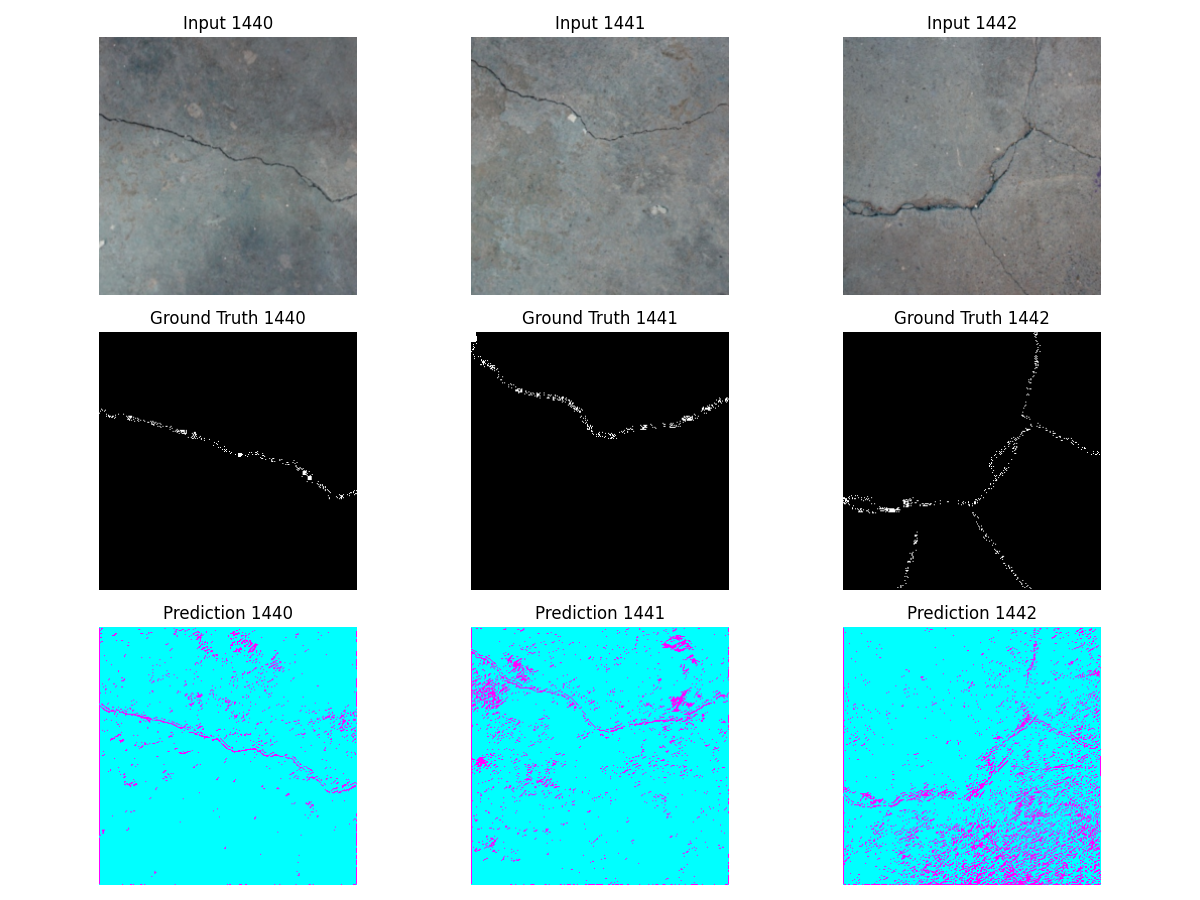 Input 1440
Input 1441
Input 1442
Ground Truth 1440
Ground Truth 1441
Ground Truth 1442
Prediction 1440
Prediction 1441
Prediction 1442